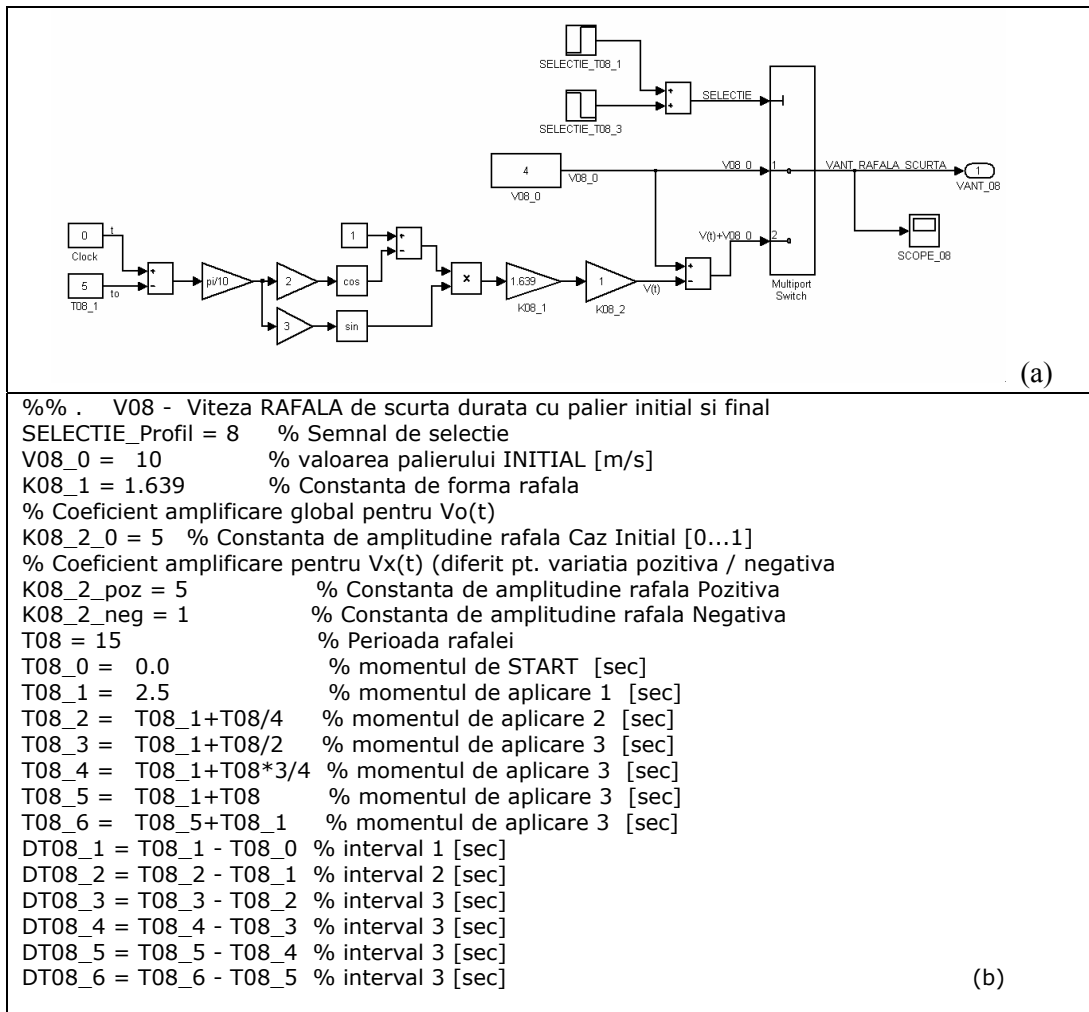 SELECTIE_T08_1
SELECTIE
SELECTIE_T08_3
4
V08_0
V08_0
V08 0
1
VANT RAFALA SCURTA
1
VANT_08
0
Clock
t
1
V(t)+V08 0
2
SCOPE_08
5
T08_1
to
pi/10
2
cos
x
1.639
K08_1
1
K08_2
V(t)
Multiport
Switch
3
sin
(a)
%% .   V08 -  Viteza RAFALA de scurta durata cu palier initial si final
SELECTIE_Profil = 8    % Semnal de selectie
V08_0 =   10    % valoarea palierului INITIAL [m/s]
K08_1 = 1.639    % Constanta de forma rafala
% Coeficient amplificare global pentru Vo(t)
K08_2_0 = 5   % Constanta de amplitudine rafala Caz Initial [0...1]
% Coeficient amplificare pentru Vx(t) (diferit pt. variatia pozitiva / negativa
K08_2_poz = 5    % Constanta de amplitudine rafala Pozitiva
K08_2_neg = 1    % Constanta de amplitudine rafala Negativa
T08 = 15    % Perioada rafalei
T08_0 =   0.0    % momentul de START  [sec]
T08_1 =   2.5    % momentul de aplicare 1  [sec]
T08_2 =   T08_1+T08/4    % momentul de aplicare 2  [sec]
T08_3 =   T08_1+T08/2    % momentul de aplicare 3  [sec]
T08_4 =   T08_1+T08*3/4  % momentul de aplicare 3  [sec]
T08_5 =   T08_1+T08    % momentul de aplicare 3  [sec]
T08_6 =   T08_5+T08_1    % momentul de aplicare 3  [sec]
DT08_1 = T08_1 - T08_0  % interval 1 [sec]
DT08_2 = T08_2 - T08_1  % interval 2 [sec]
DT08_3 = T08_3 - T08_2  % interval 3 [sec]
DT08_4 = T08_4 - T08_3  % interval 3 [sec]
DT08_5 = T08_5 - T08_4  % interval 3 [sec]
DT08_6 = T08_6 - T08_5  % interval 3 [sec]
(b)